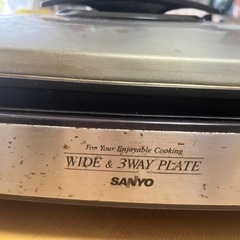 For Your Enjoyable Cooking
WIDE & 3WAY PLATE
SANYO